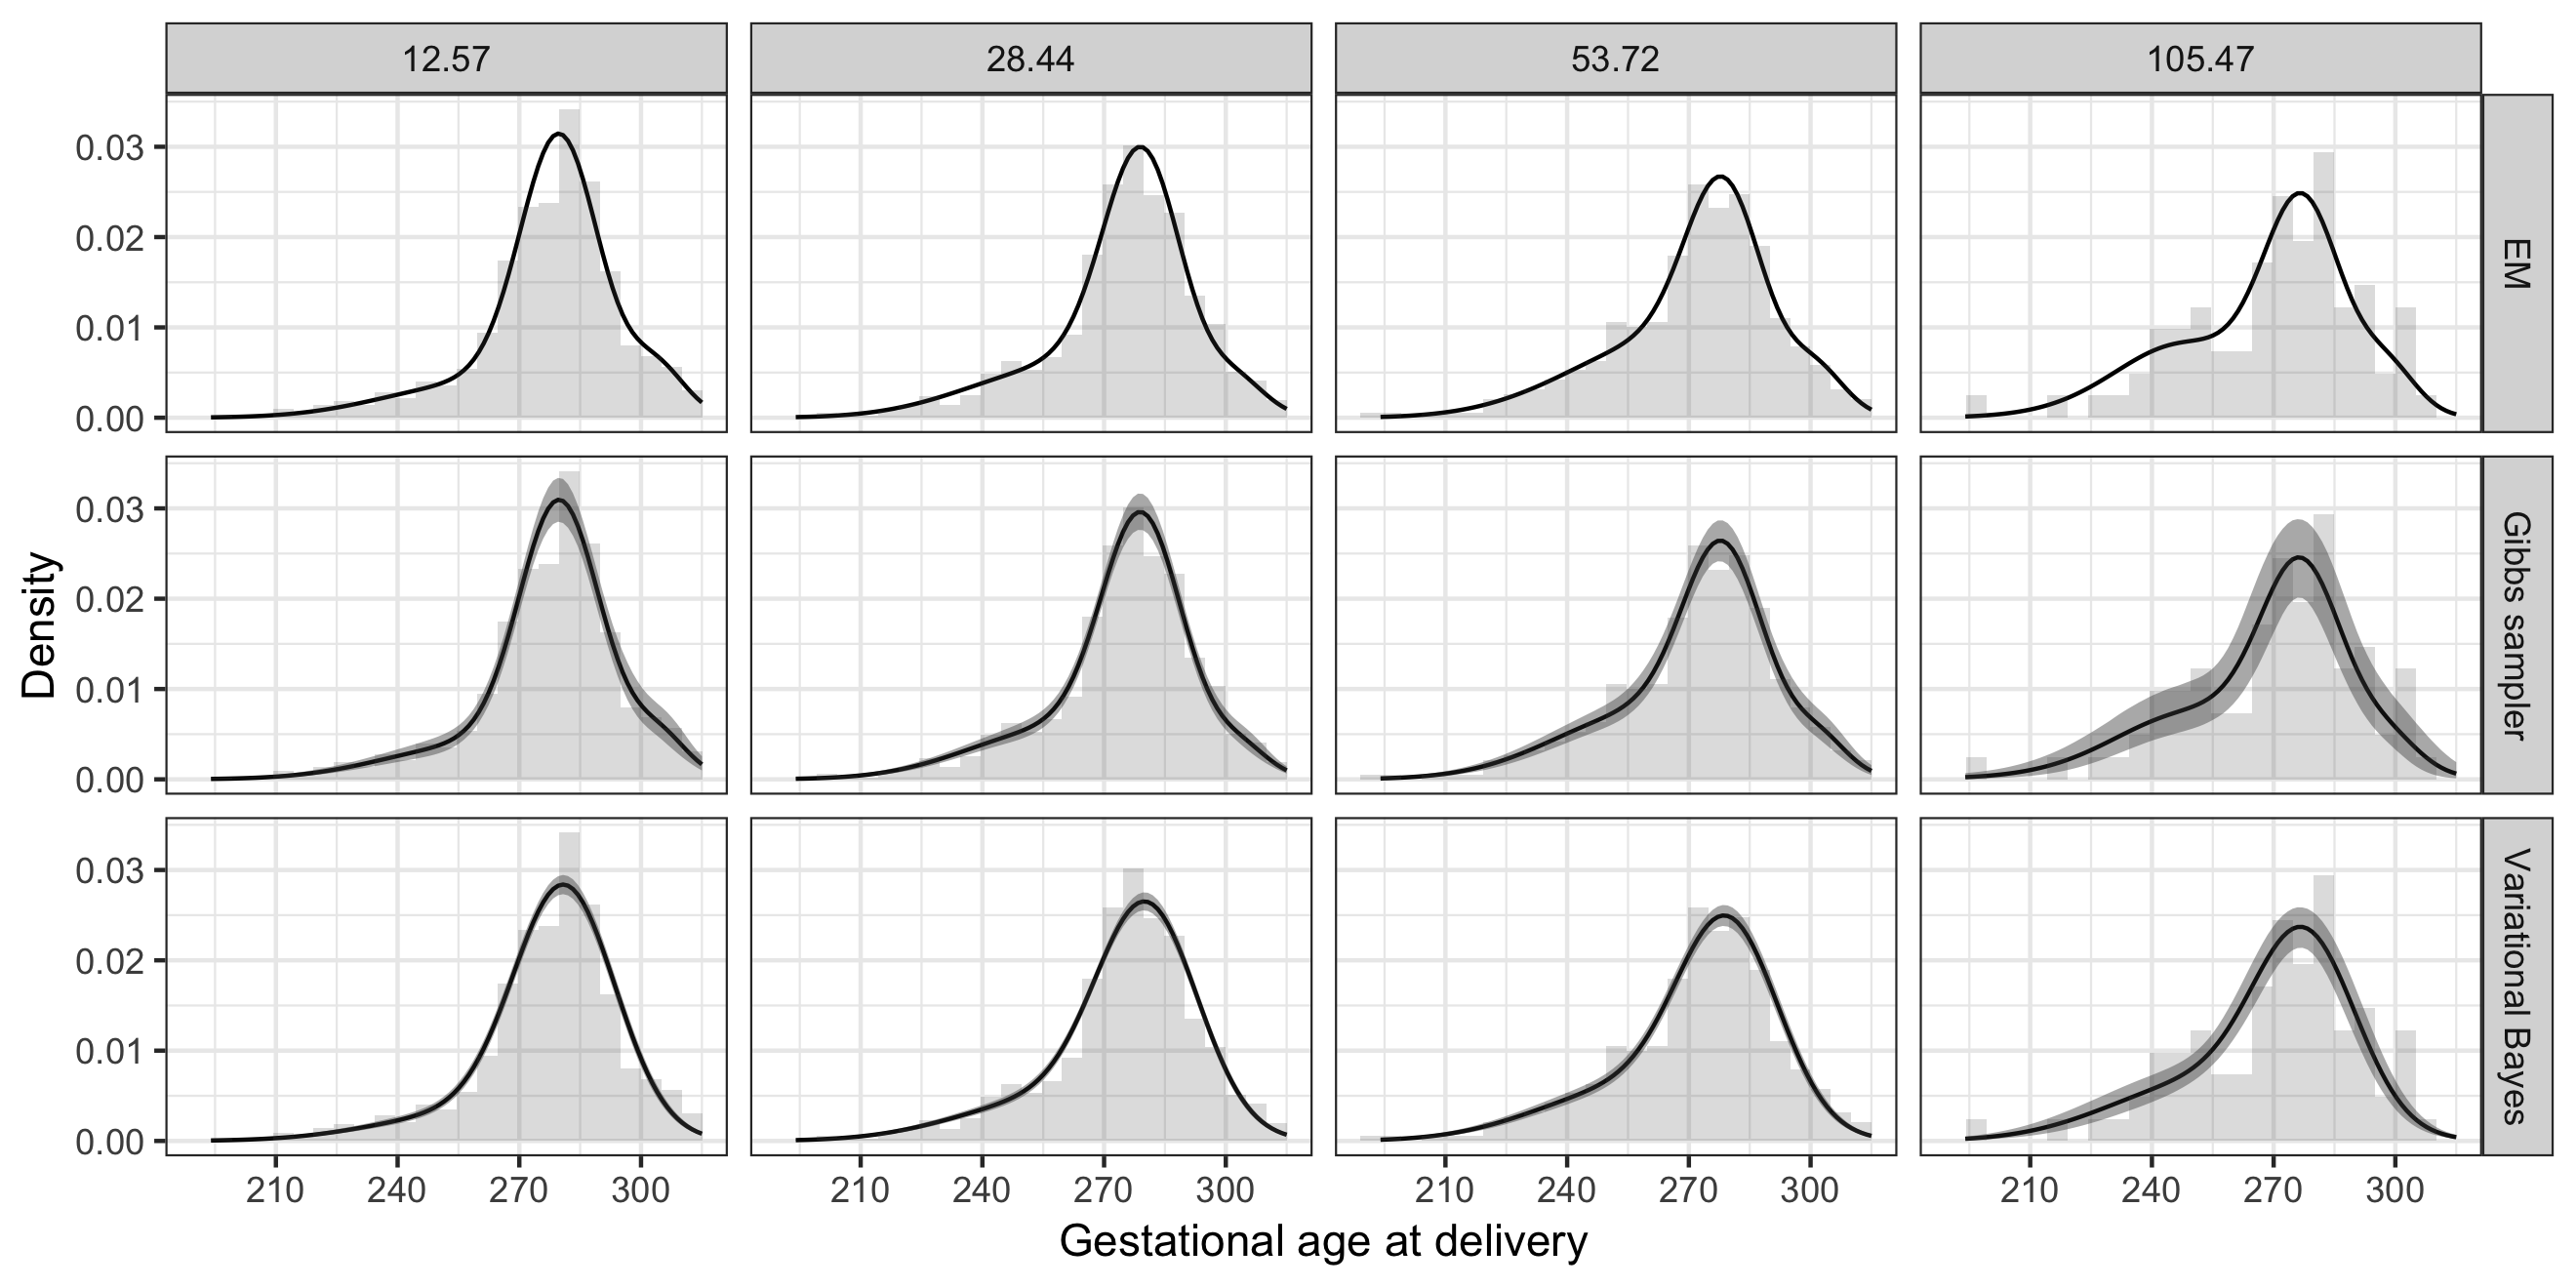 12.57 28.44 53.72 105.47
0.03
0.02
0.01
0.00
EM
0.03
0.02
0.01
0.00
Gibbs sampler
0.03
0.02
0.01
0.00
Variational Bayes
Density
210 240 270 300 210 240 270 300 210 240 270 300 210 240 270 300
Gestational age at delivery